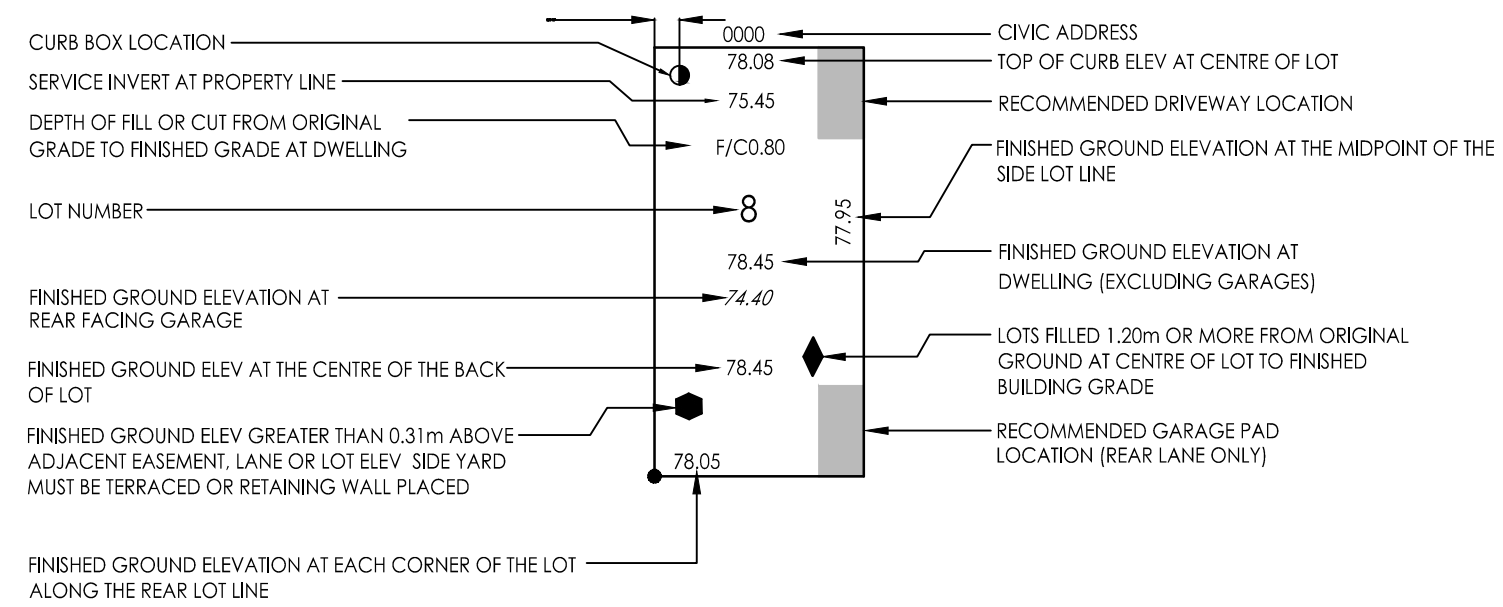 CURB BOX LOCATION
SERVICE INVERT AT PROPERTY LINE
DEPTH OF FILL OR CUT FROM ORIGINAL
GRADE TO FINISHED GRADE AT DWELLING
LOT NUMBER
FINISHED GROUND ELEVATION AT
REAR FACING GARAGE
FINISHED GROUND ELEV AT THE CENTRE OF THE BACK
OF LOT
FINISHED GROUND ELEV GREATER THAN 0.31m ABOVE
ADJACENT EASEMENT, LANE OR LOT ELEV SIDE YARD
MUST BE TERRACED OR RETAINING WALL PLACED
FINISHED GROUND ELEVATION AT EACH CORNER OF THE LOT
ALONG THE REAR LOT LINE
0000
78.08
75.45
F/C0.80
8
77.95
78.45
74.40
78.45
78.05
CIVIC ADDRESS
TOP OF CURB ELEV AT CENTRE OF LOT
RECOMMENDED DRIVEWAY LOCATION
FINISHED GROUND ELEVATION AT THE MIDPOINT OF THE
SIDE LOT LINE
FINISHED GROUND ELEVATION AT
DWELLING (EXCLUDING GARAGES)
LOTS FILLED 1.20m OR MORE FROM ORIGINAL
GROUND AT CENTRE OF LOT TO FINISHED
BUILDING GRADE
RECOMMENDED GARAGE PAD
LOCATION (REAR LANE ONLY)